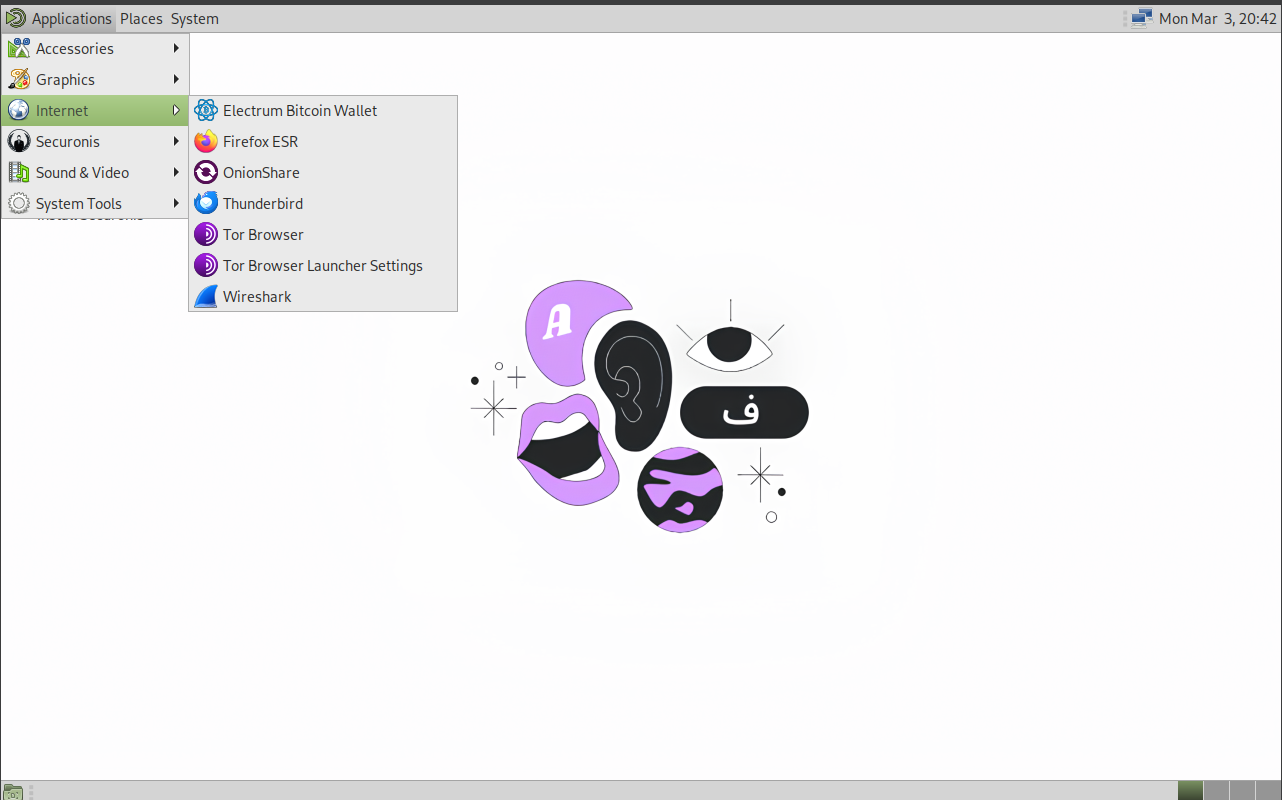 Applications Places System Mon Mar 3, 20:42
Accessories
Graphics
Internet
Securonis
Sound & Video
System Tools
Electrum Bitcoin Wallet
Firefox ESR
OnionShare
Thunderbird
Tor Browser
Tor Browser Launcher Settings
Wireshark
A
ف